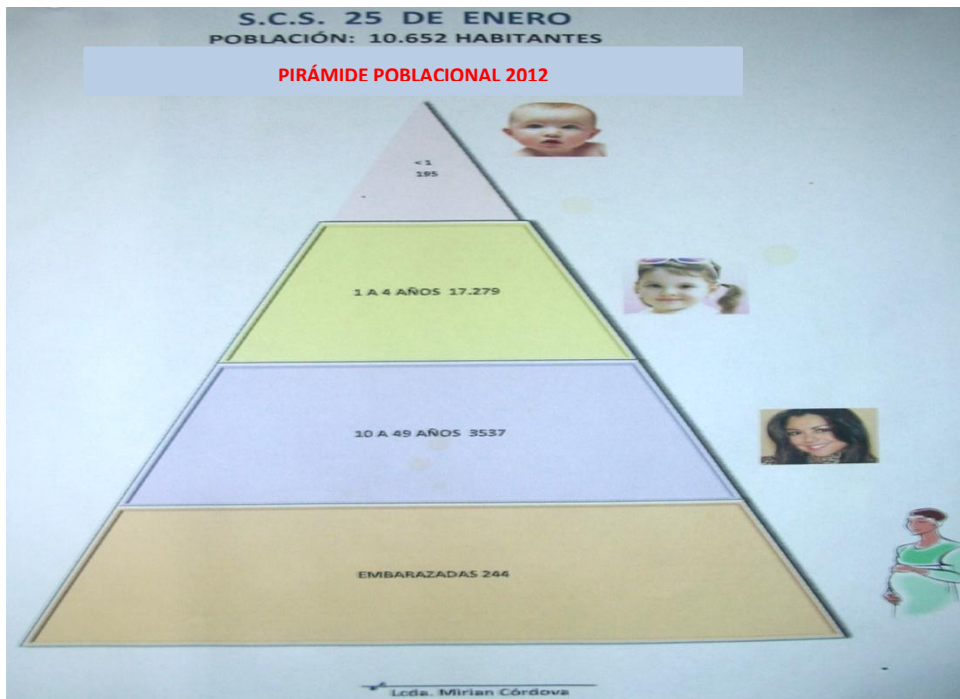 S.C.S. 25 DE ENERO
POBLACIÓN: 10.652 HABITANTES
PIRÁMIDE POBLACIONAL 2012
< 1
195
1 A 4 AÑOS 17.279
10 A 49 AÑOS 3537
EMBARAZADAS 244
Lcda. Mirian Córdova